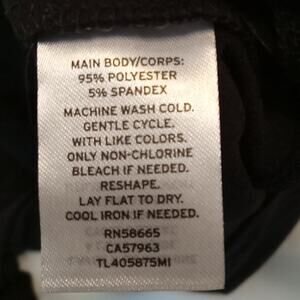 MAIN BODY/CORPS:
95% POLYESTER
5% SPANDEX
MACHINE WASH COLD.
GENTLE CYCLE.
WITH LIKE COLORS.
ONLY NON-CHLORINE
BLEACH IF NEEDED.
RESHAPE.
LAY FLAT TO DRY.
COOL IRON IF NEEDED.
RN58665
CA57963
TL405875M1